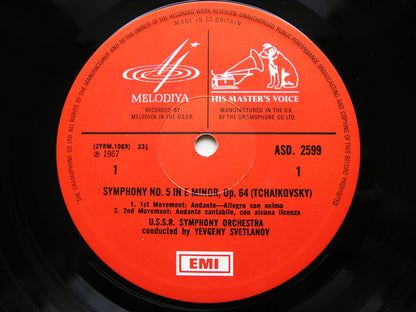 ALL RIGHTS OF THE MANUFACTURER AND OF THE OWNER OF THE RECORDED WORK RESERVED. UNAUTHORISED PUBLIC PERFORMANCE, BROADCASTING AND COPYING OF THIS RECORD PROHIBITED
THE GRAMOPHONE CO. LTD.
MADE IN GT. BRITAIN
MELODIYA
HIS MASTER'S VOICE
RECORDED BY
MELODIYA IN THE U.S.S.R.
MANUFACTURED IN THE U.K.
BY THE GRAMOPHONE CO. LTD.
(2YRM.1089) 33⅓
℗ 1967
ASD. 2599
1
1
SYMPHONY NO. 5 IN E MINOR, Op. 64 (TCHAIKOVSKY)
1. 1st Movement: Andante—Allegro con anima
2. 2nd Movement: Andante cantabile, con alcuna licenza
U.S.S.R. SYMPHONY ORCHESTRA
conducted by YEVGENY SVETLANOV
EMI